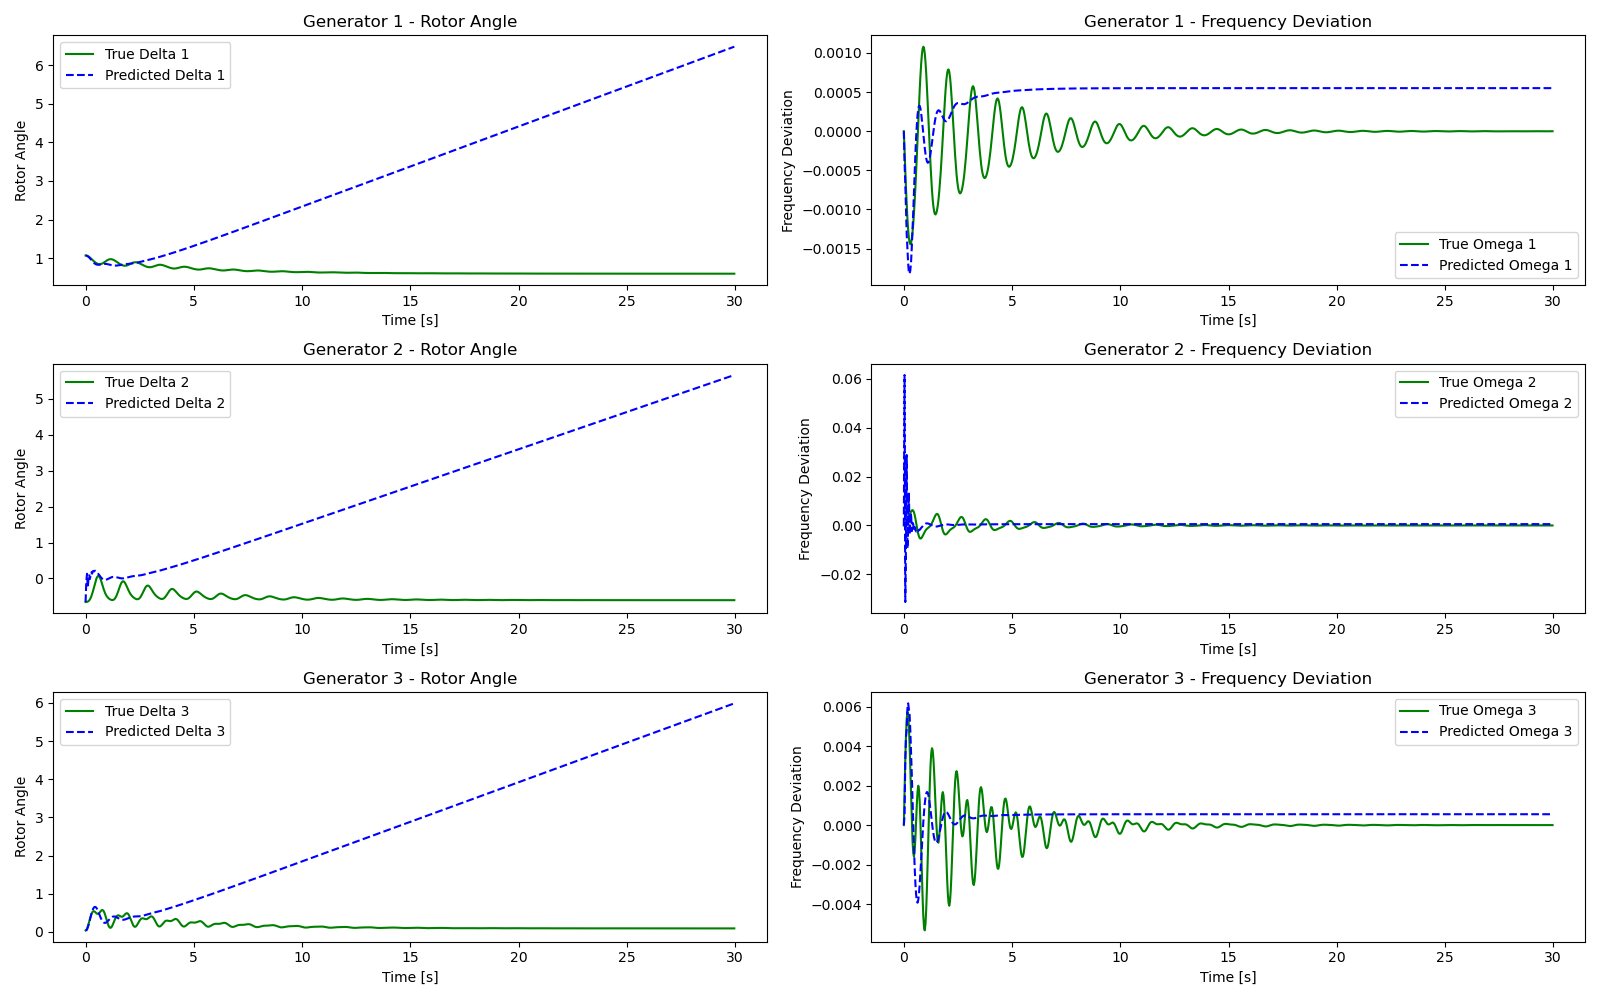 Generator 1 - Rotor Angle
True Delta 1
Predicted Delta 1
Rotor Angle
6
5
4
3
2
1
0 5 10 15 20 25 30
Time [s]
Generator 1 - Frequency Deviation
Frequency Deviation
0.0010
0.0005
0.0000
−0.0005
−0.0010
−0.0015
True Omega 1
Predicted Omega 1
0 5 10 15 20 25 30
Time [s]
Generator 2 - Rotor Angle
True Delta 2
Predicted Delta 2
Rotor Angle
5
4
3
2
1
0
0 5 10 15 20 25 30
Time [s]
Generator 2 - Frequency Deviation
True Omega 2
Predicted Omega 2
Frequency Deviation
0.06
0.04
0.02
0.00
−0.02
0 5 10 15 20 25 30
Time [s]
Generator 3 - Rotor Angle
True Delta 3
Predicted Delta 3
Rotor Angle
6
5
4
3
2
1
0
0 5 10 15 20 25 30
Time [s]
Generator 3 - Frequency Deviation
True Omega 3
Predicted Omega 3
Frequency Deviation
0.006
0.004
0.002
0.000
−0.002
−0.004
0 5 10 15 20 25 30
Time [s]